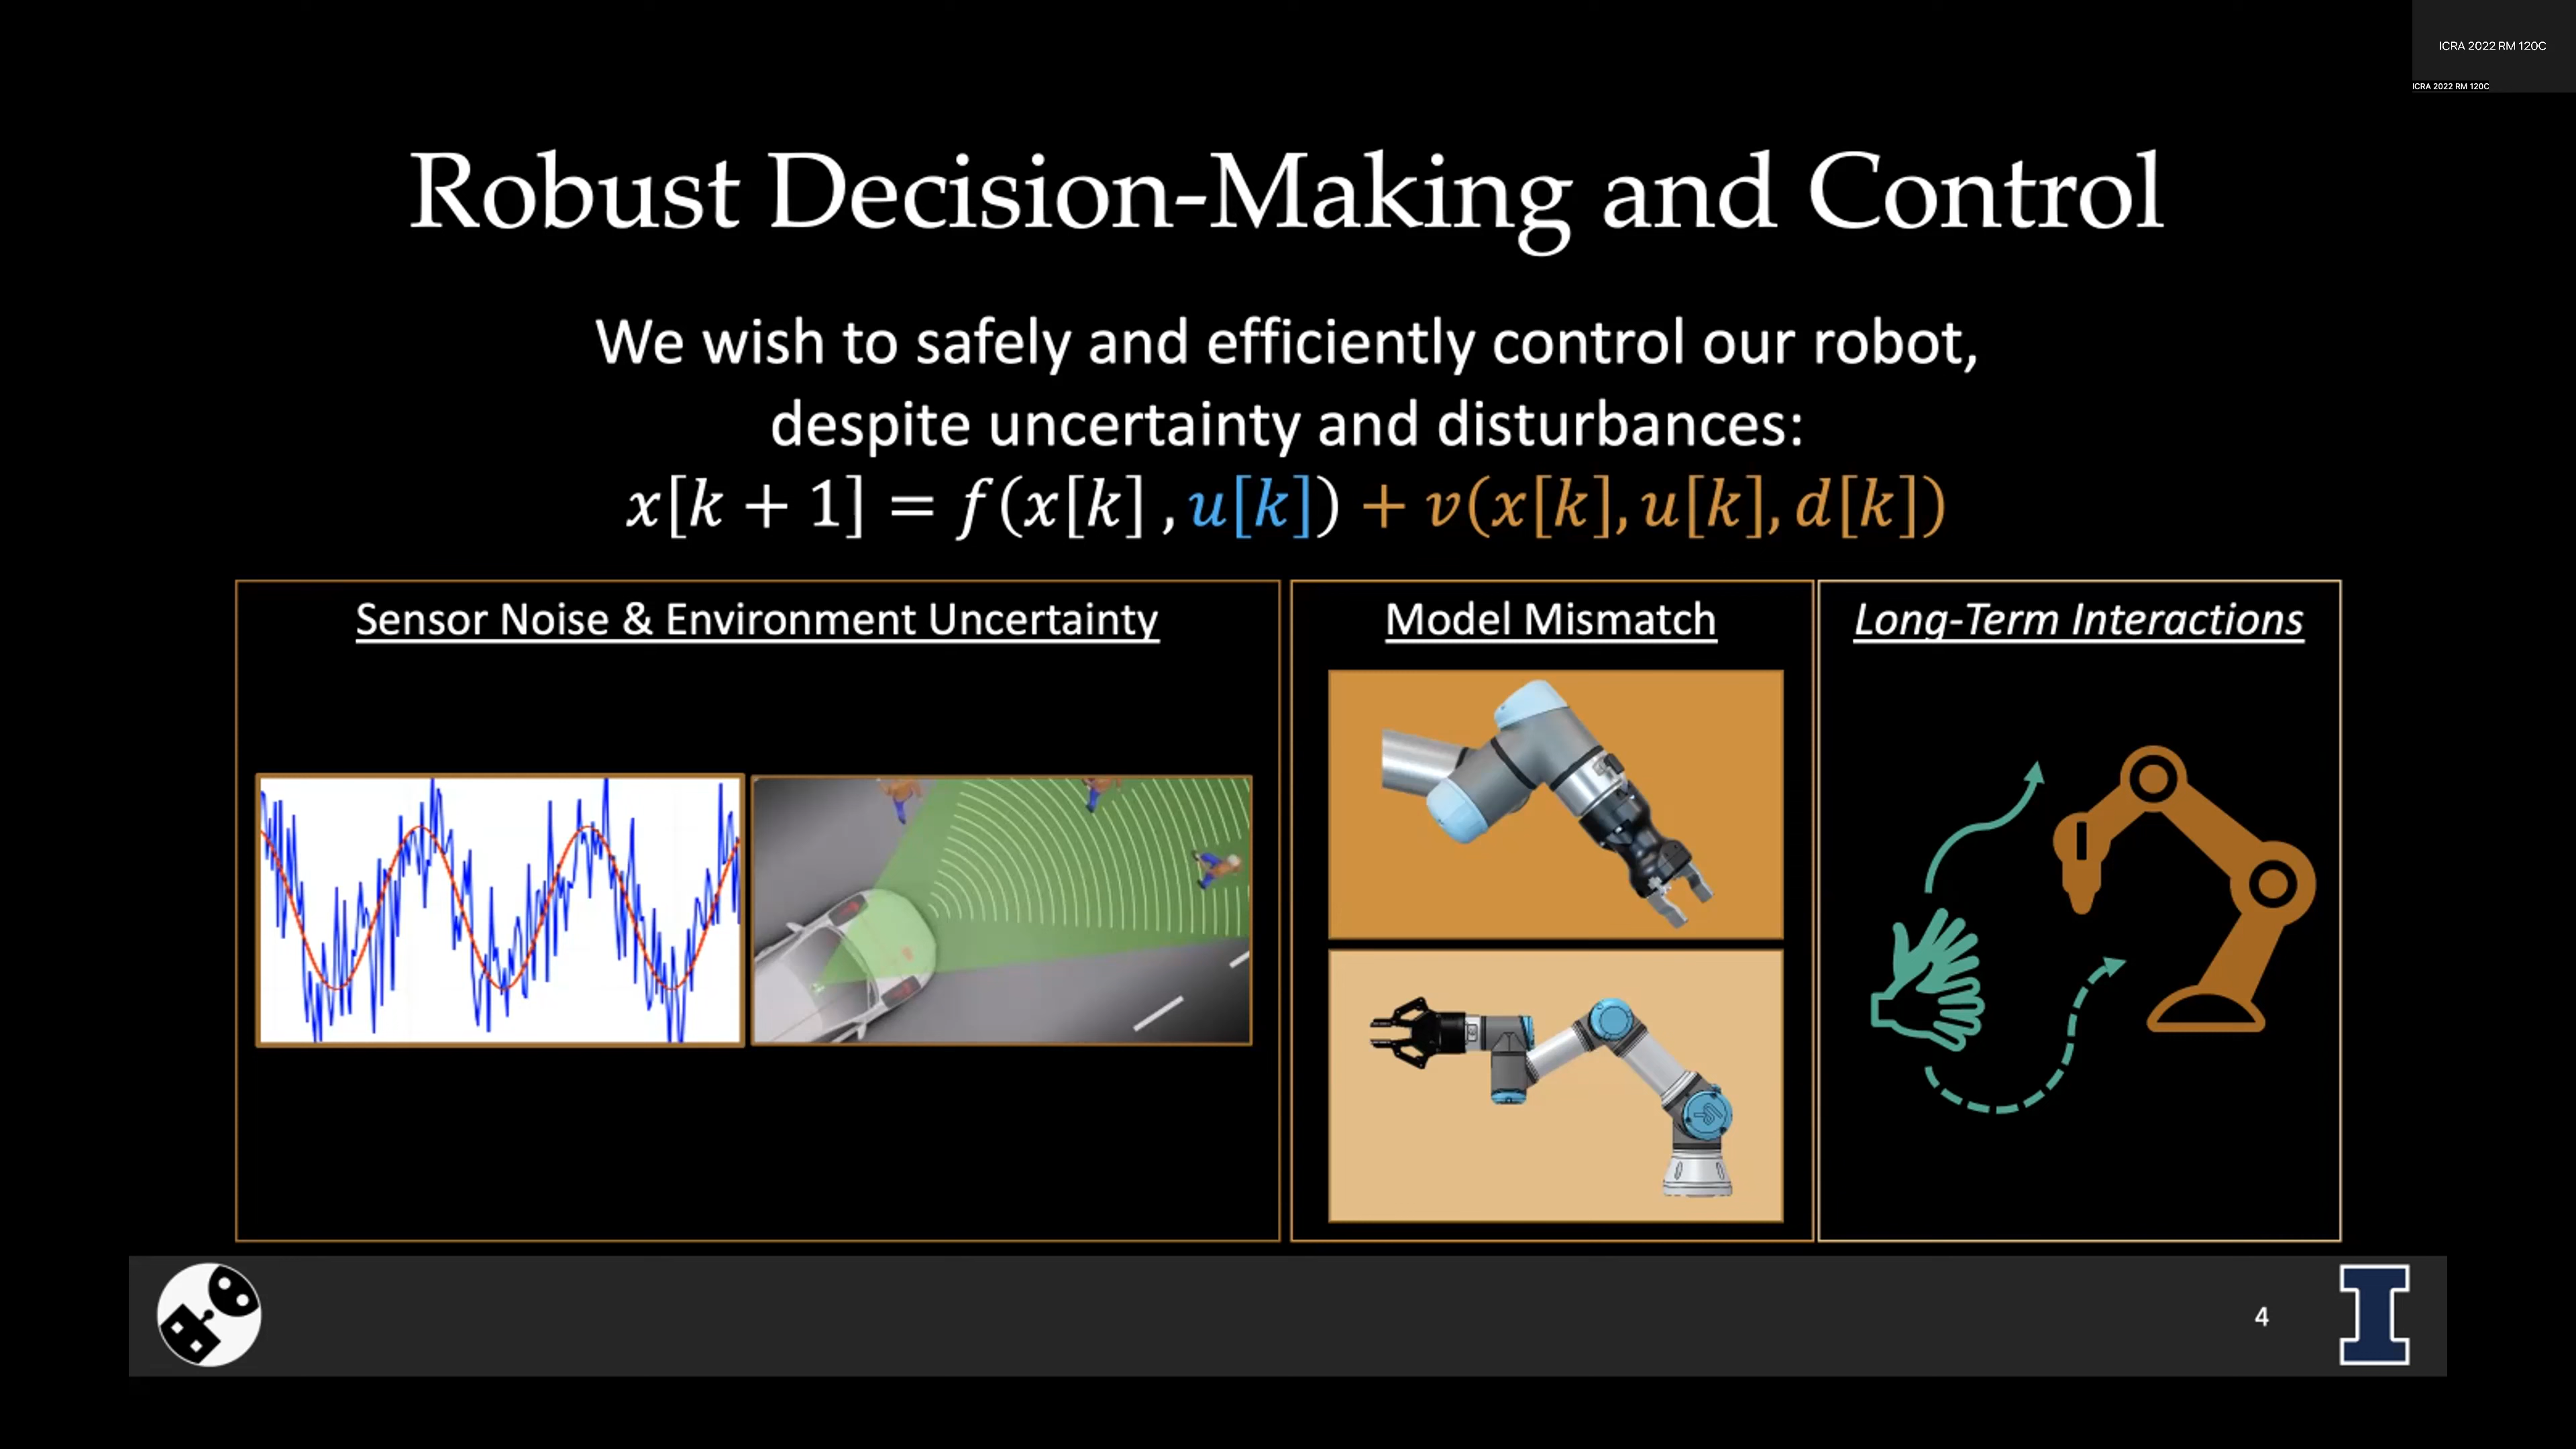 ICRA 2022 RM 120C
ICRA 2022 RM 120C
Robust Decision-Making and Control
We wish to safely and efficiently control our robot,
despite uncertainty and disturbances:
x[k + 1] = f(x[k] , u[k]) + v(x[k], u[k], d[k])
Sensor Noise & Environment Uncertainty
Model Mismatch
Long-Term Interactions
4